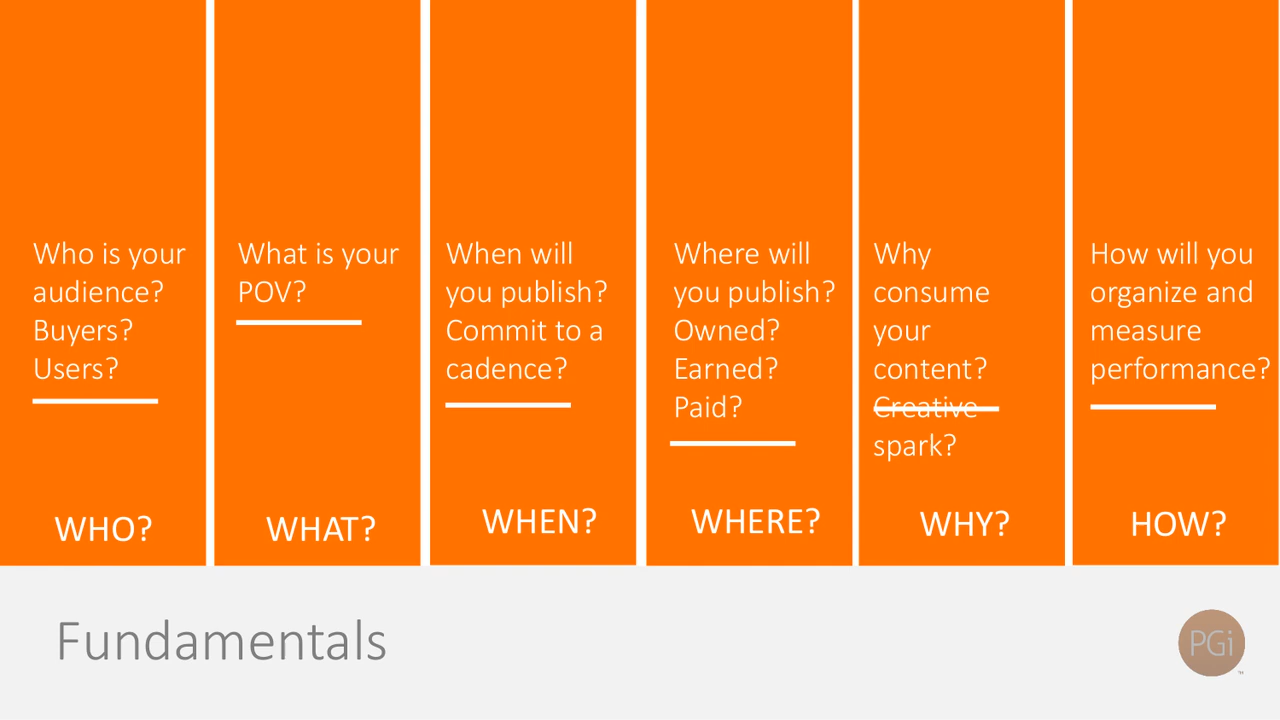 Who is your
audience?
Buyers?
Users?
WHO?
What is your
POV?
WHAT?
When will
you publish?
Commit to a
cadence?
WHEN?
Where will
you publish?
Owned?
Earned?
Paid?
WHERE?
Why
consume
your
content?
Creative
spark?
WHY?
How will you
organize and
measure
performance?
HOW?
Fundamentals
PGi